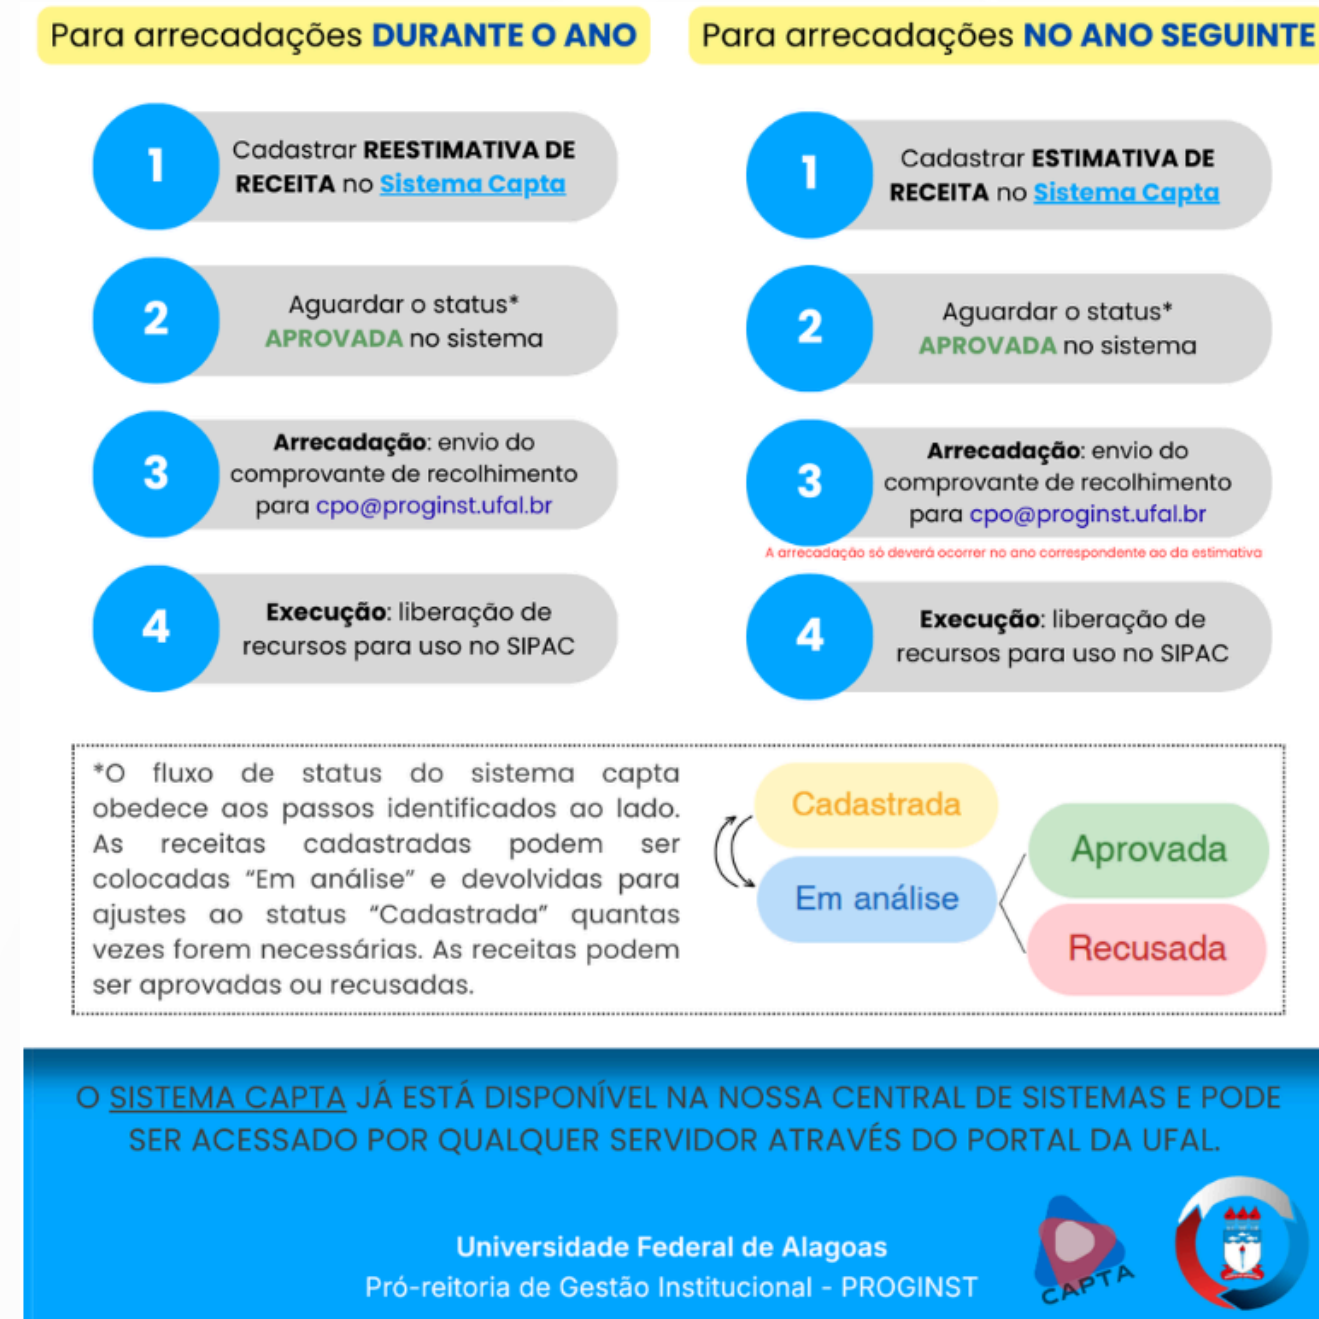 Para arrecadações DURANTE O ANO
1
Cadastrar REESTIMATIVA DE
RECEITA no Sistema Capta
2
Aguardar o status*
APROVADA no sistema
3
Arrecadação: envio do
comprovante de recolhimento
para cpo@proginst.ufal.br
4
Execução: liberação de
recursos para uso no SIPAC
Para arrecadações NO ANO SEGUINTE
1
Cadastrar ESTIMATIVA DE
RECEITA no Sistema Capta
2
Aguardar o status*
APROVADA no sistema
3
Arrecadação: envio do
comprovante de recolhimento
para cpo@proginst.ufal.br
A arrecadação só deverá ocorrer no ano correspondente ao da estimativa
4
Execução: liberação de
recursos para uso no SIPAC
*O fluxo de status do sistema capta
obedece aos passos identificados ao lado.
As receitas cadastradas podem ser
colocadas “Em análise” e devolvidas para
ajustes ao status “Cadastrada” quantas
vezes forem necessárias. As receitas podem
ser aprovadas ou recusadas.
Cadastrada
Em análise
Aprovada
Recusada
O SISTEMA CAPTA JÁ ESTÁ DISPONÍVEL NA NOSSA CENTRAL DE SISTEMAS E PODE
SER ACESSADO POR QUALQUER SERVIDOR ATRAVÉS DO PORTAL DA UFAL.
Universidade Federal de Alagoas
Pró-reitoria de Gestão Institucional - PROGINST
CAPTA